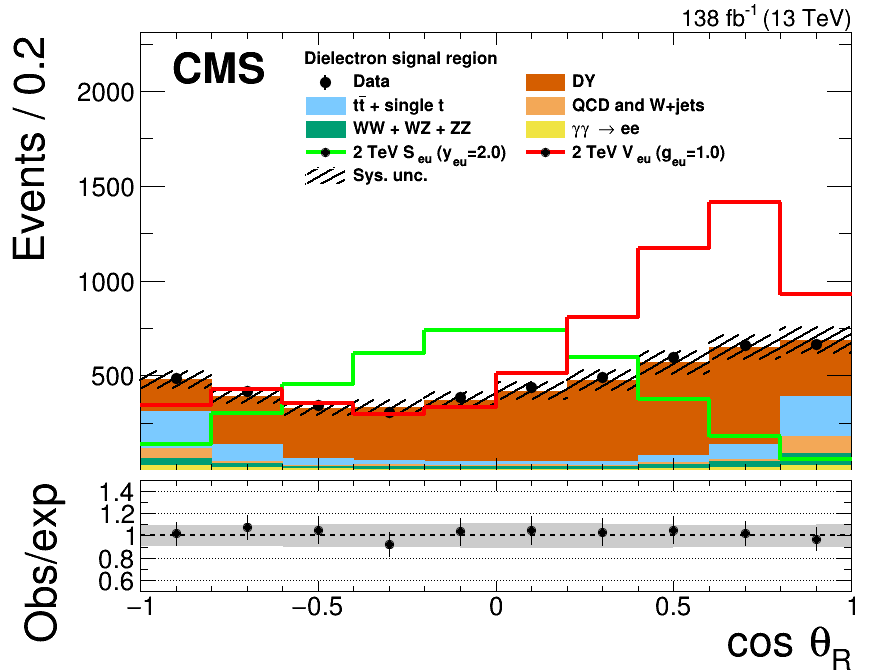 138 fb⁻¹ (13 TeV)
CMS
Dielectron signal region
Data
DY
tt̄ + single t
QCD and W+jets
WW + WZ + ZZ
γγ → ee
2 TeV S_eu (y_eu=2.0)
2 TeV V_eu (g_eu=1.0)
Sys. unc.
Events / 0.2
2000
1500
1000
500
Obs/exp
1.4
1.2
1
0.8
0.6
−1
−0.5
0
0.5
1
cos θ_R